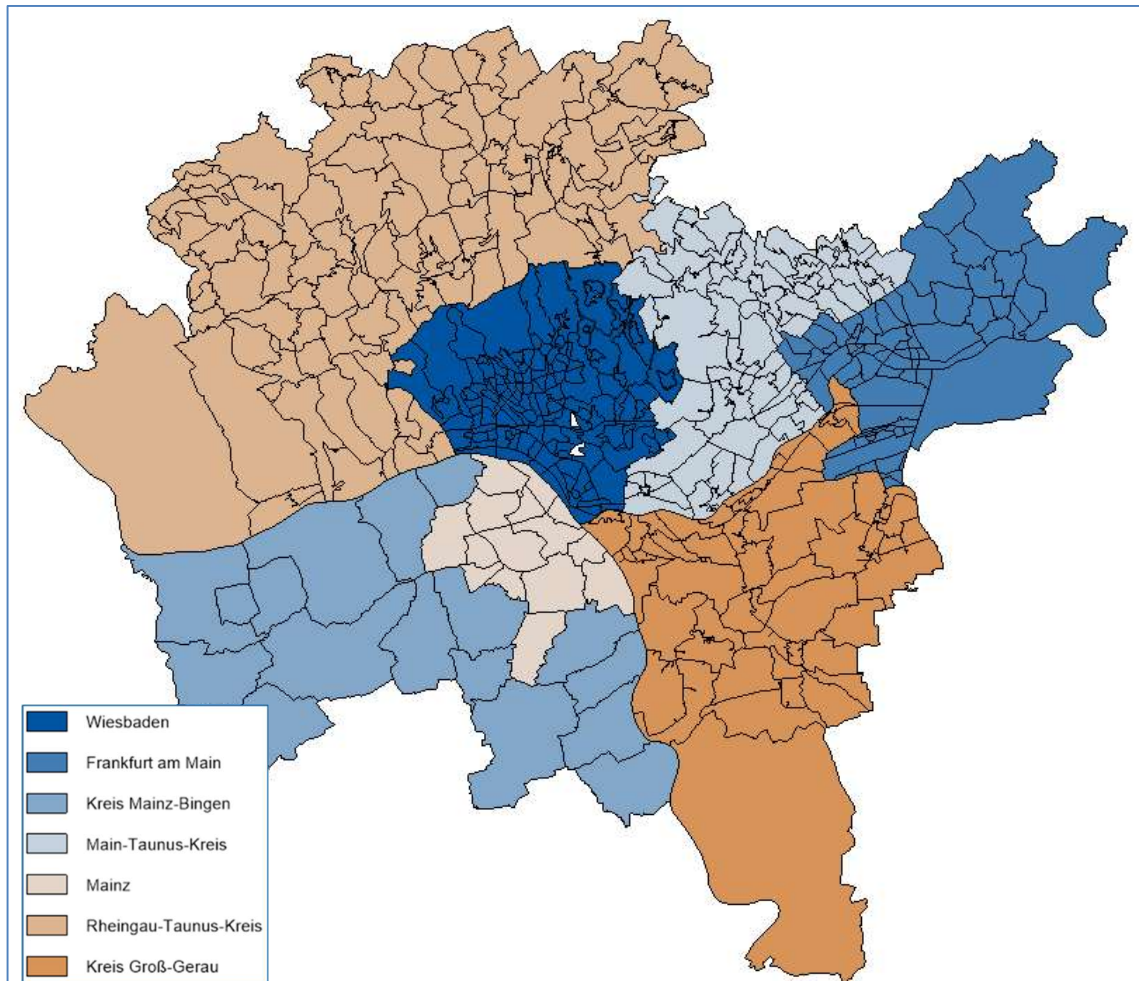 Wiesbaden
Frankfurt am Main
Kreis Mainz-Bingen
Main-Taunus-Kreis
Mainz
Rheingau-Taunus-Kreis
Kreis Groß-Gerau